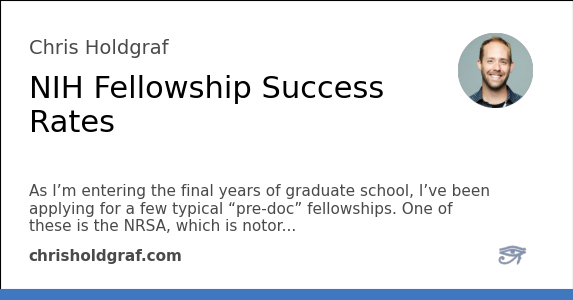 Chris Holdgraf
NIH Fellowship Success
Rates
As I’m entering the final years of graduate school, I’ve been
applying for a few typical “pre-doc” fellowships. One of
these is the NRSA, which is notor...
chrisholdgraf.com